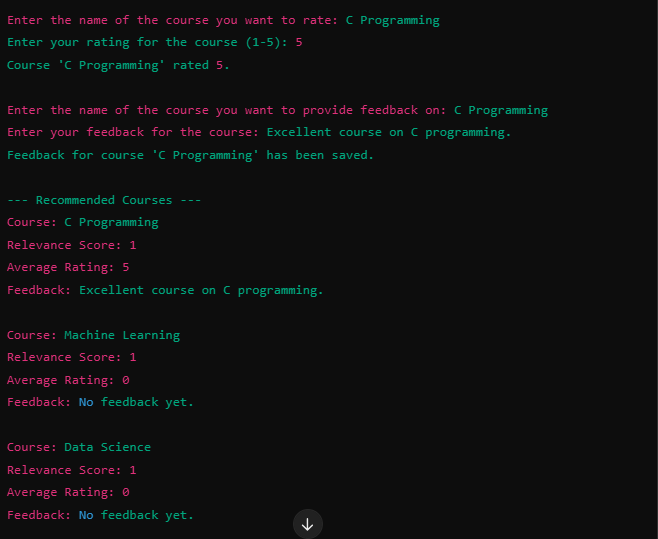 Enter the name of the course you want to rate: C Programming
Enter your rating for the course (1-5): 5
Course 'C Programming' rated 5.
Enter the name of the course you want to provide feedback on: C Programming
Enter your feedback for the course: Excellent course on C programming.
Feedback for course 'C Programming' has been saved.
--- Recommended Courses ---
Course: C Programming
Relevance Score: 1
Average Rating: 5
Feedback: Excellent course on C programming.
Course: Machine Learning
Relevance Score: 1
Average Rating: 0
Feedback: No feedback yet.
Course: Data Science
Relevance Score: 1
Average Rating: 0
Feedback: No feedback yet.